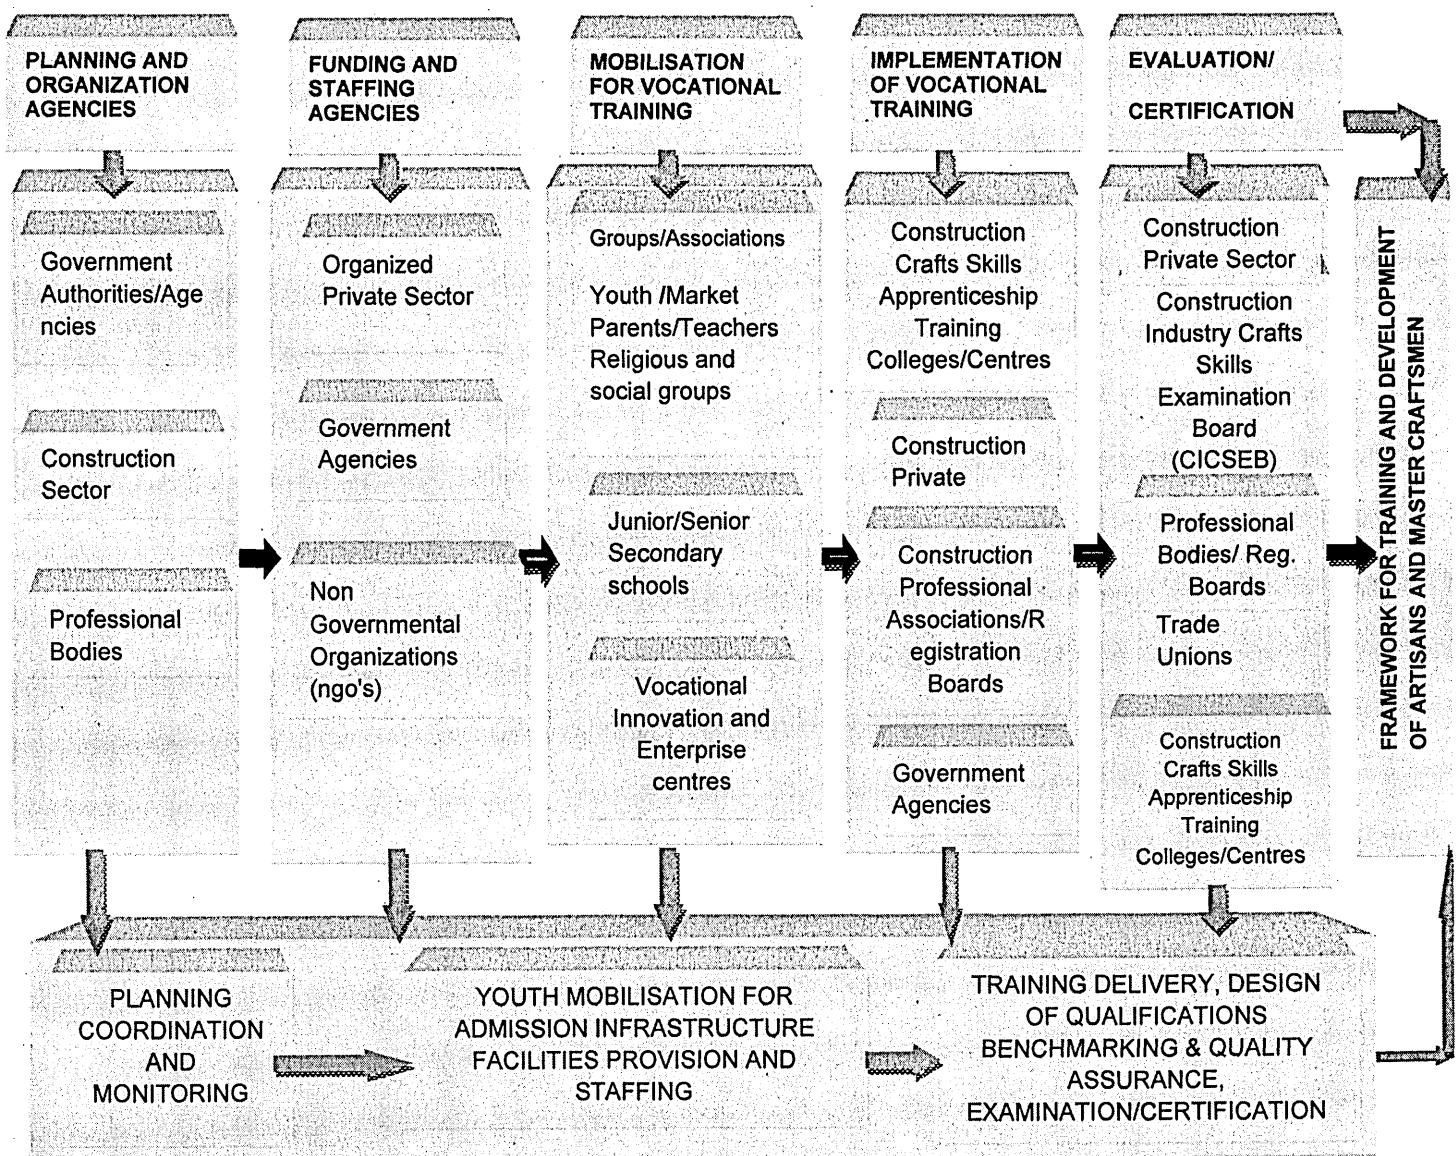 PLANNING AND
ORGANIZATION
AGENCIES
FUNDING AND
STAFFING
AGENCIES
MOBILISATION
FOR VOCATIONAL
TRAINING
IMPLEMENTATION
OF VOCATIONAL
TRAINING
EVALUATION/
CERTIFICATION
Government
Authorities/Age
ncies
Construction
Sector
Professional
Bodies
Organized
Private Sector
Government
Agencies
Non
Governmental
Organizations
(ngo's)
Groups/Associations
Youth /Market
Parents/Teachers
Religious and
social groups
Junior/Senior
Secondary
schools
Vocational
Innovation and
Enterprise
centres
Construction
Crafts Skills
Apprenticeship
Training
Colleges/Centres
Construction
Private
Construction
Professional
Associations/R
egistration
Boards
Government
Agencies
Construction
Private Sector
Construction
Industry Crafts
Skills
Examination
Board
(CICSEB)
Professional
Bodies/ Reg.
Boards
Trade
Unions
Construction
Crafts Skills
Apprenticeship
Training
Colleges/Centres
FRAMEWORK FOR TRAINING AND DEVELOPMENT
OF ARTISANS AND MASTER CRAFTSMEN
PLANNING
COORDINATION
AND
MONITORING
YOUTH MOBILISATION FOR
ADMISSION INFRASTRUCTURE
FACILITIES PROVISION AND
STAFFING
TRAINING DELIVERY, DESIGN
OF QUALIFICATIONS
BENCHMARKING & QUALITY
ASSURANCE,
EXAMINATION/CERTIFICATION